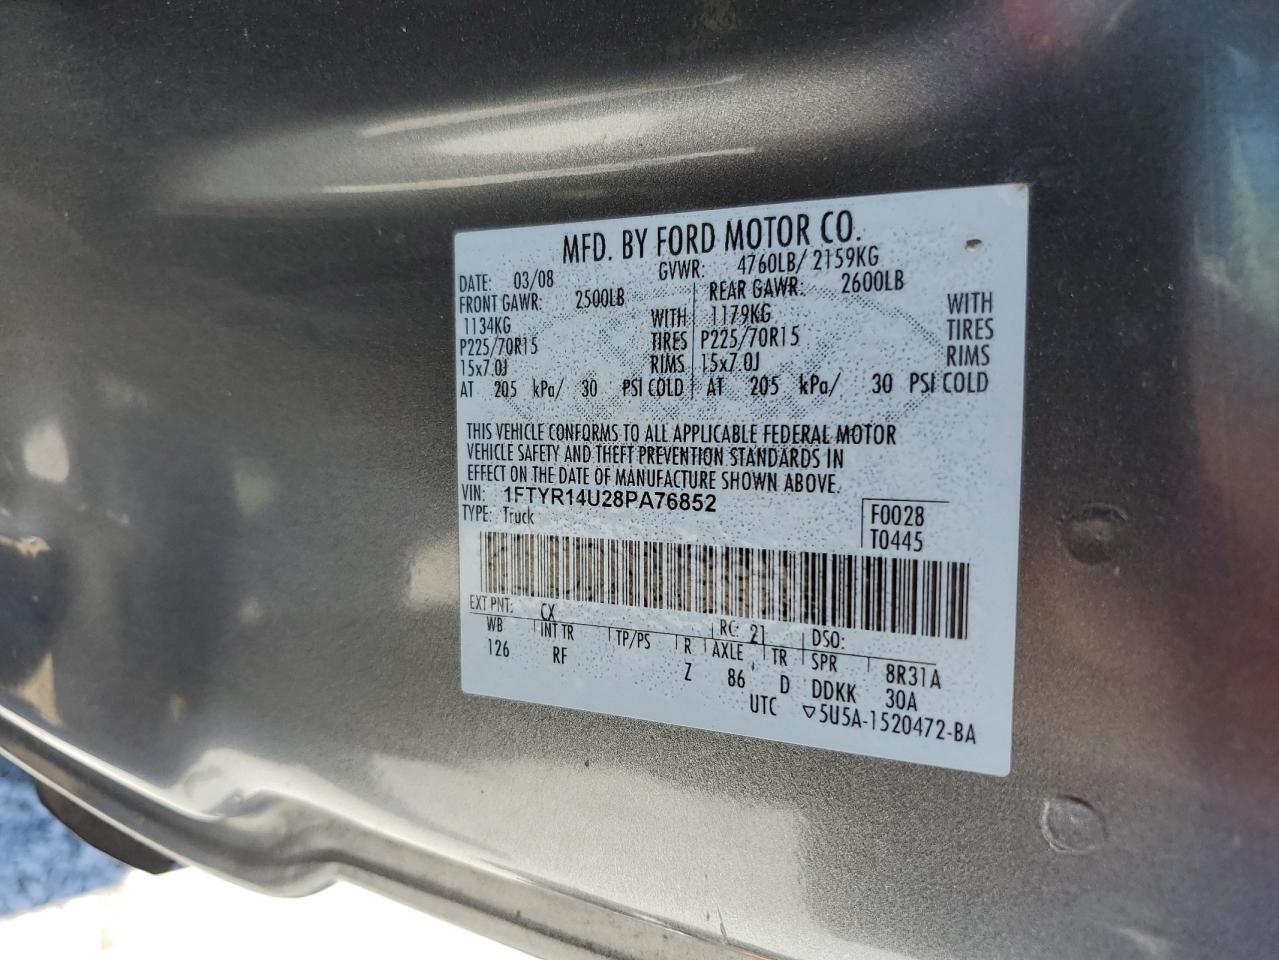 MFD. BY FORD MOTOR CO.
DATE: 03/08 GVWR: 4760LB/ 2159KG
FRONT GAWR: 2500LB REAR GAWR: 2600LB
1134KG WITH 1179KG WITH
P225/70R15 TIRES P225/70R15 TIRES
15x7.0J RIMS 15x7.0J RIMS
AT 205 kPa/ 30 PSI COLD AT 205 kPa/ 30 PSI COLD
THIS VEHICLE CONFORMS TO ALL APPLICABLE FEDERAL MOTOR
VEHICLE SAFETY AND THEFT PREVENTION STANDARDS IN
EFFECT ON THE DATE OF MANUFACTURE SHOWN ABOVE.
VIN: 1FTYR14U28PA76852
TYPE: Truck F0028
T0445
EXT PNT: CX RC: 21 DSO:
WB INT TR TP/PS R AXLE TR SPR 8R31A
126 RF Z 86 D DDKK 30A
UTC ▽5U5A-1520472-BA